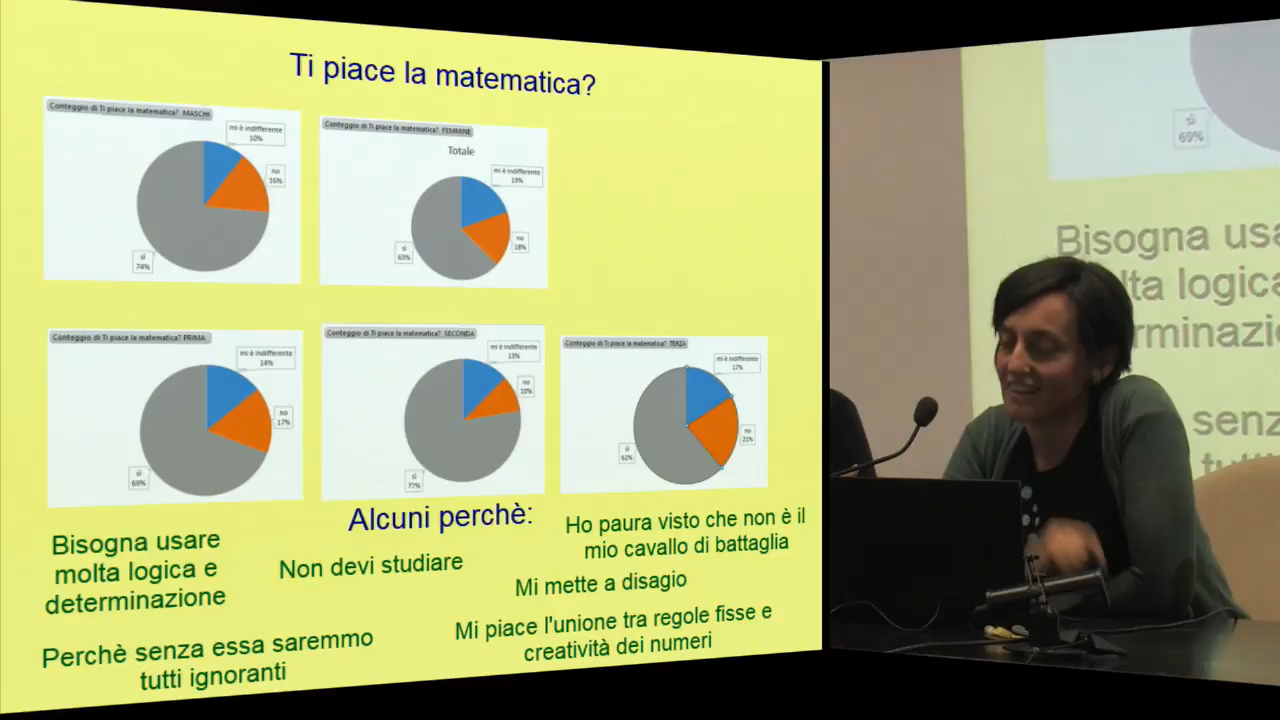 Ti piace la matematica?
Conteggio di Ti piace la matematica? MASCHI
mi è indifferente
10%
no
16%
sì
74%
Conteggio di Ti piace la matematica? FEMMINE
Totale
mi è indifferente
19%
no
18%
sì
63%
Conteggio di Ti piace la matematica? PRIMA
mi è indifferente
14%
no
17%
sì
69%
Conteggio di Ti piace la matematica? SECONDA
mi è indifferente
13%
no
10%
sì
77%
Conteggio di Ti piace la matematica? TERZA
mi è indifferente
17%
no
21%
sì
62%
Alcuni perchè:
Bisogna usare
molta logica e
determinazione
Non devi studiare
Ho paura visto che non è il
mio cavallo di battaglia
Mi mette a disagio
Perchè senza essa saremmo
tutti ignoranti
Mi piace l'unione tra regole fisse e
creatività dei numeri
sì
69%
Bisogna usa
lta logica
erminazio
senz
tutti